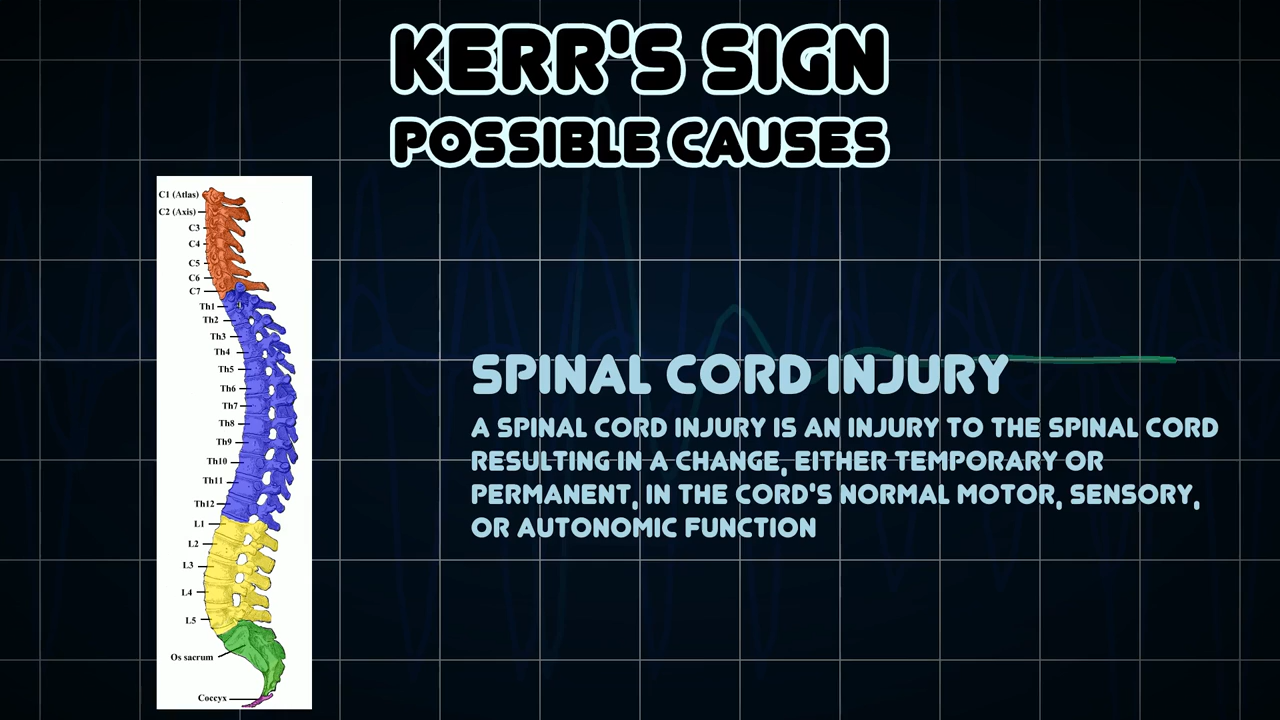 KERR'S SIGN
POSSIBLE CAUSES
C1 (Atlas)
C2 (Axis)
C3
C4
C5
C6
C7
Th1
Th2
Th3
Th4
Th5
Th6
Th7
Th8
Th9
Th10
Th11
Th12
L1
L2
L3
L4
L5
Os sacrum
Coccyx
SPINAL CORD INJURY
A SPINAL CORD INJURY IS AN INJURY TO THE SPINAL CORD
RESULTING IN A CHANGE, EITHER TEMPORARY OR
PERMANENT, IN THE CORD'S NORMAL MOTOR, SENSORY,
OR AUTONOMIC FUNCTION